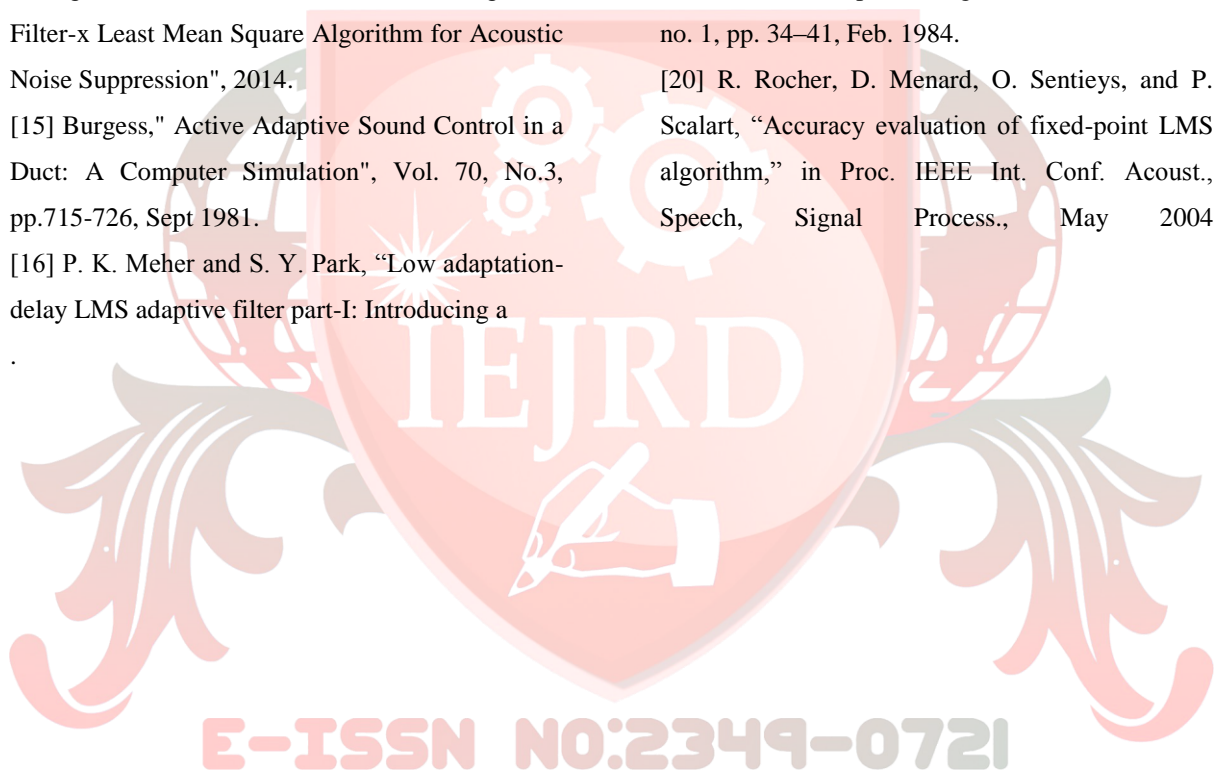 Filter-x Least Mean Square Algorithm for Acoustic
Noise Suppression", 2014.
[15] Burgess," Active Adaptive Sound Control in a
Duct: A Computer Simulation", Vol. 70, No.3,
pp.715-726, Sept 1981.
[16] P. K. Meher and S. Y. Park, “Low adaptation-
delay LMS adaptive filter part-I: Introducing a
.
no. 1, pp. 34–41, Feb. 1984.
[20] R. Rocher, D. Menard, O. Sentieys, and P.
Scalart, “Accuracy evaluation of fixed-point LMS
algorithm,” in Proc. IEEE Int. Conf. Acoust.,
Speech, Signal Process., May 2004
IEJRD
E-ISSN NO:2349-0721